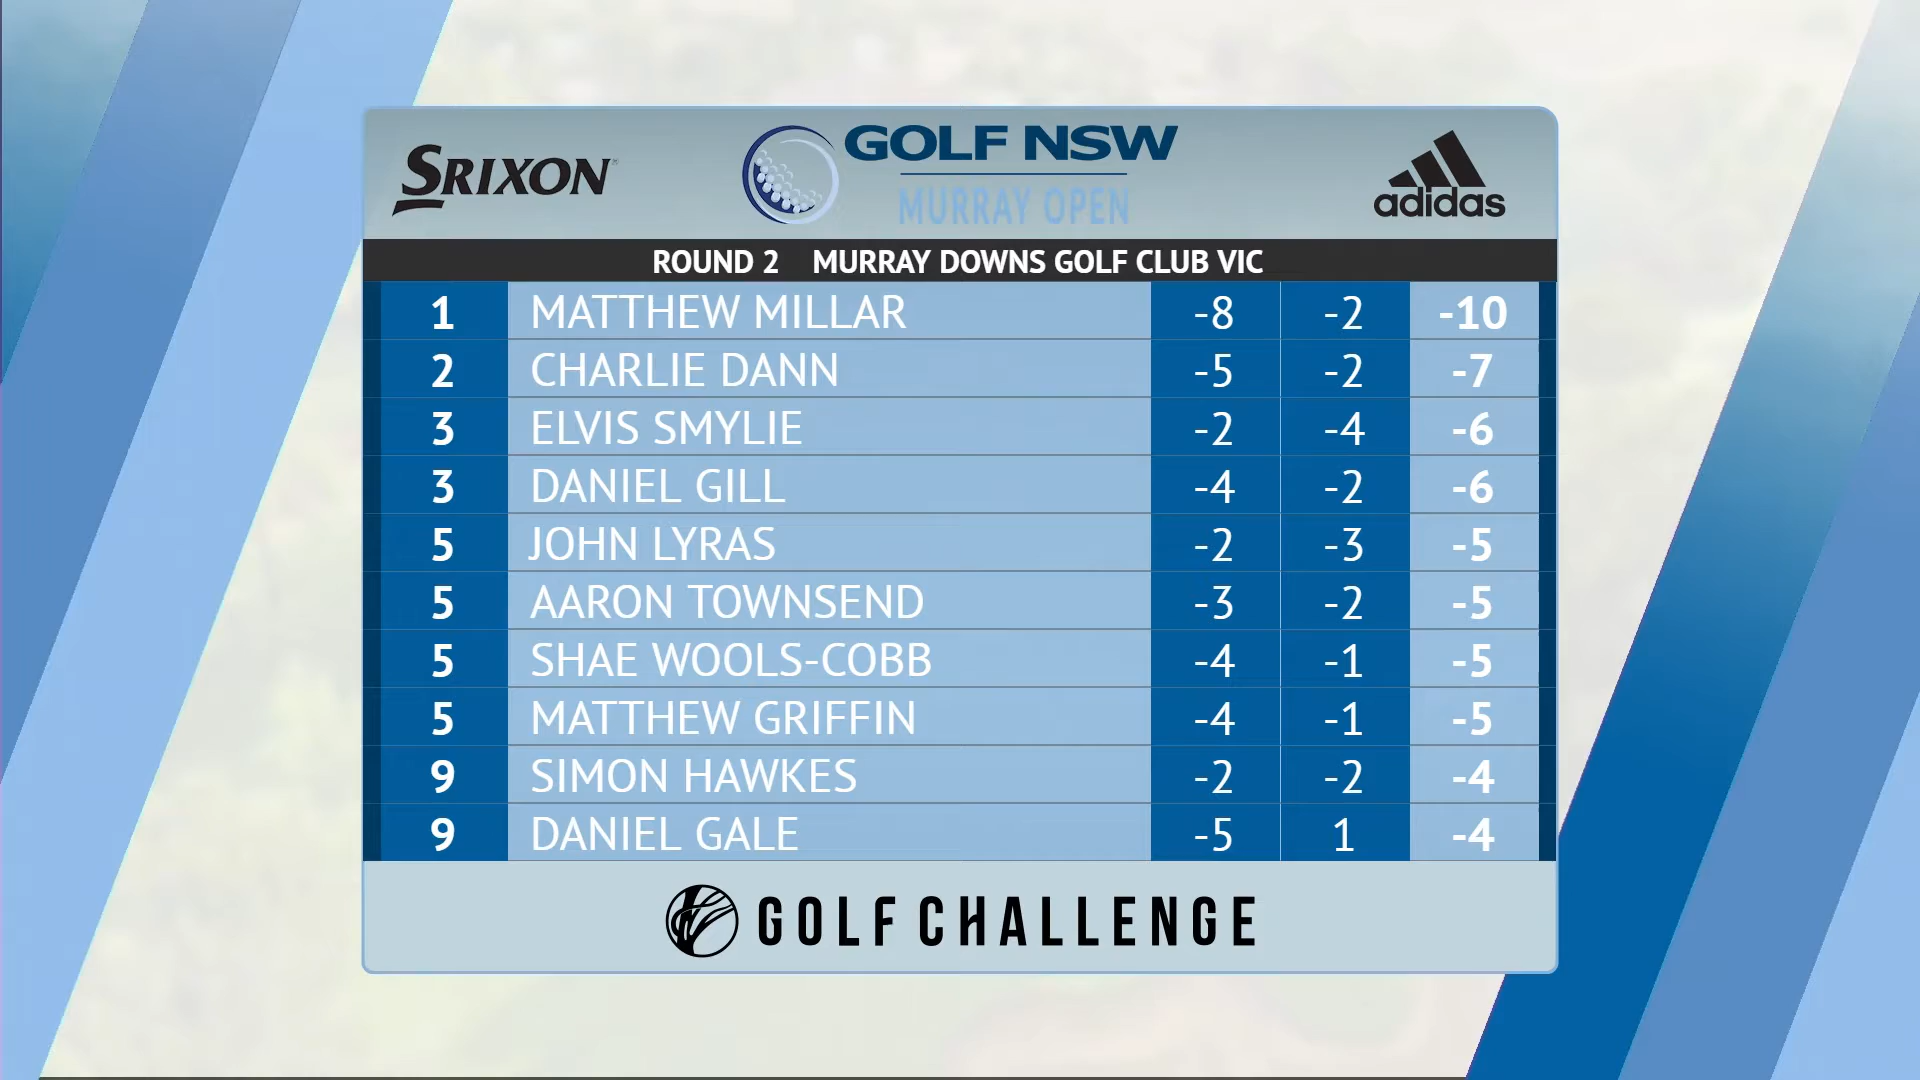 SRIXON
GOLF NSW
MURRAY OPEN
adidas
ROUND 2 MURRAY DOWNS GOLF CLUB VIC
1 MATTHEW MILLAR -8 -2 -10
2 CHARLIE DANN -5 -2 -7
3 ELVIS SMYLIE -2 -4 -6
3 DANIEL GILL -4 -2 -6
5 JOHN LYRAS -2 -3 -5
5 AARON TOWNSEND -3 -2 -5
5 SHAE WOOLS-COBB -4 -1 -5
5 MATTHEW GRIFFIN -4 -1 -5
9 SIMON HAWKES -2 -2 -4
9 DANIEL GALE -5 1 -4
GOLF CHALLENGE